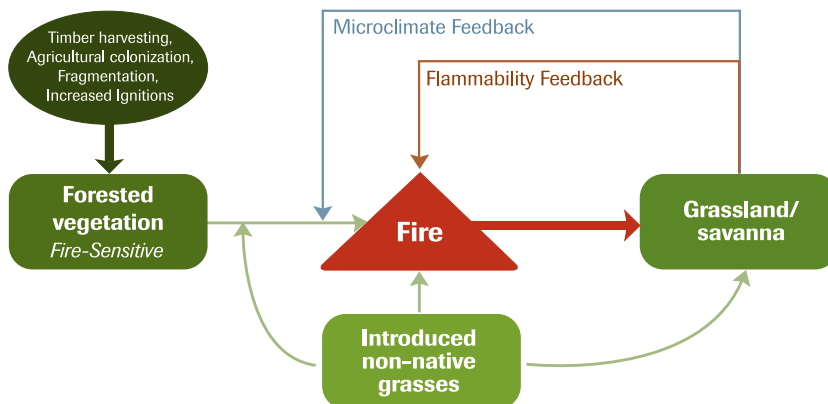 Timber harvesting,
Agricultural colonization,
Fragmentation,
Increased Ignitions
Microclimate Feedback
Flammability Feedback
Forested
vegetation
Fire-Sensitive
Fire
Grassland/
savanna
Introduced
non–native
grasses